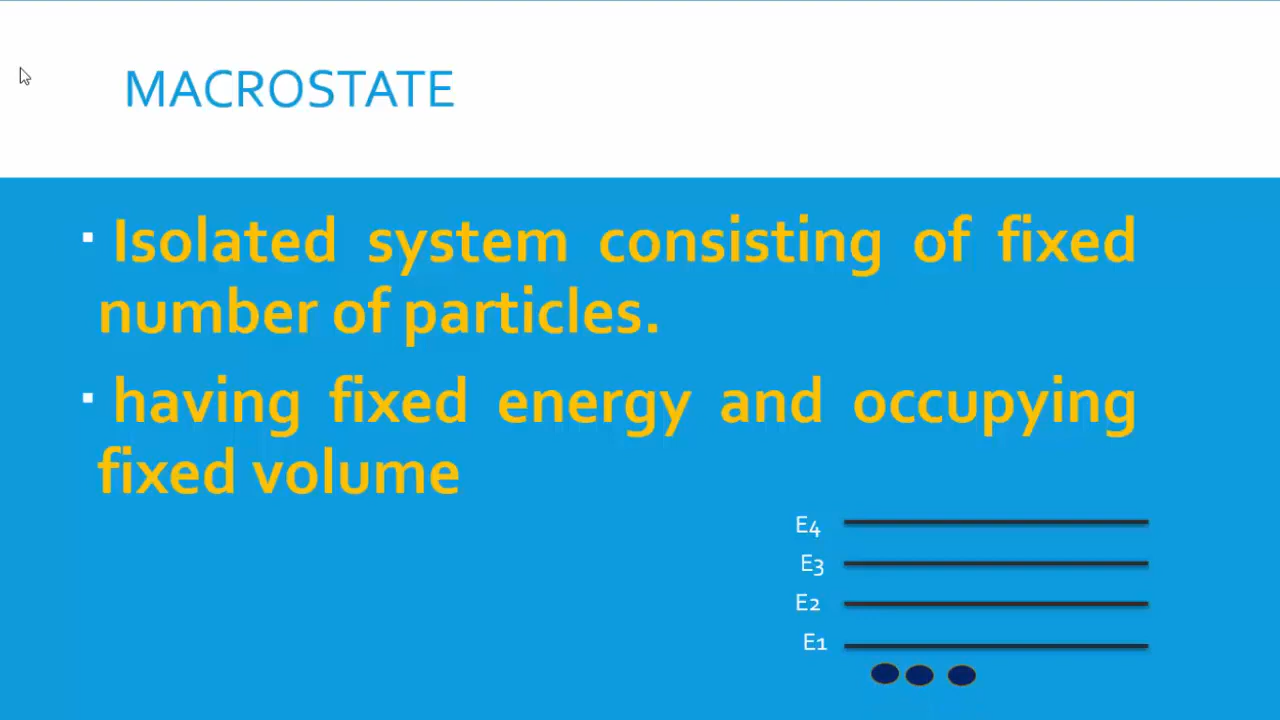 MACROSTATE
Isolated system consisting of fixed
number of particles.
having fixed energy and occupying
fixed volume
E4
E3
E2
E1